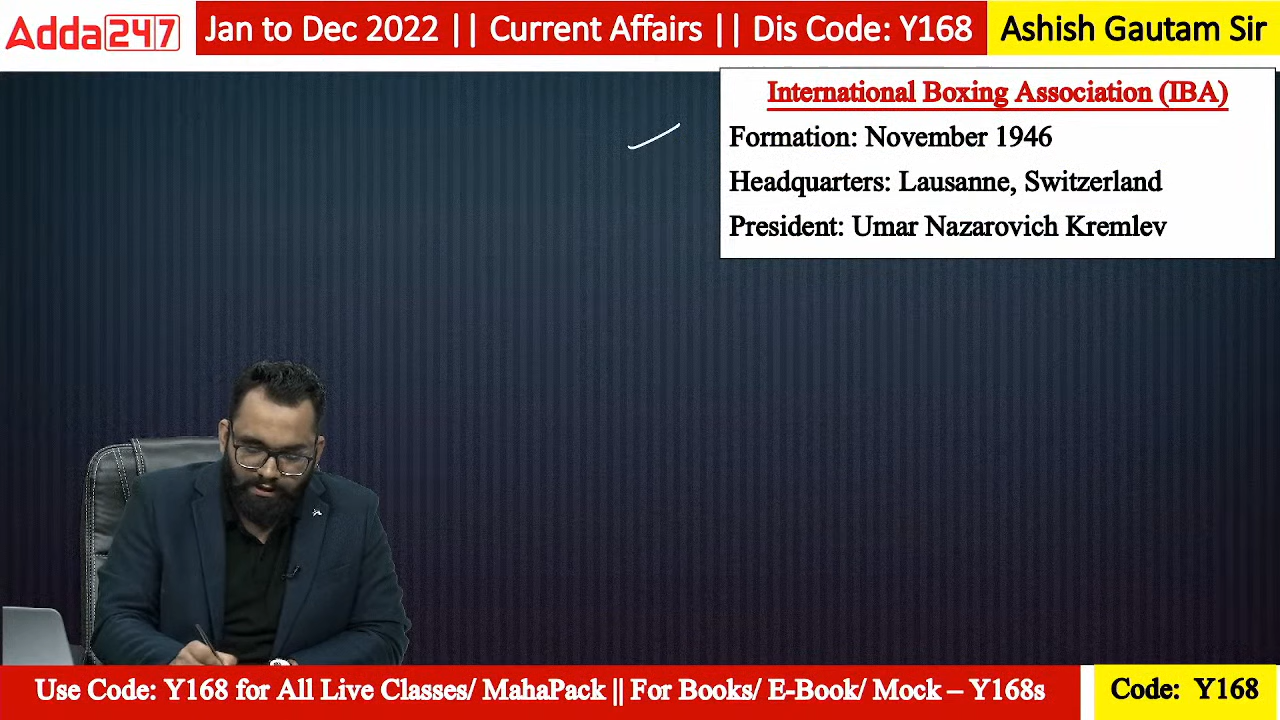 Adda247 Jan to Dec 2022 || Current Affairs || Dis Code: Y168 Ashish Gautam Sir
International Boxing Association (IBA)
Formation: November 1946
Headquarters: Lausanne, Switzerland
President: Umar Nazarovich Kremlev
Use Code: Y168 for All Live Classes/ MahaPack || For Books/ E-Book/ Mock – Y168s Code: Y168